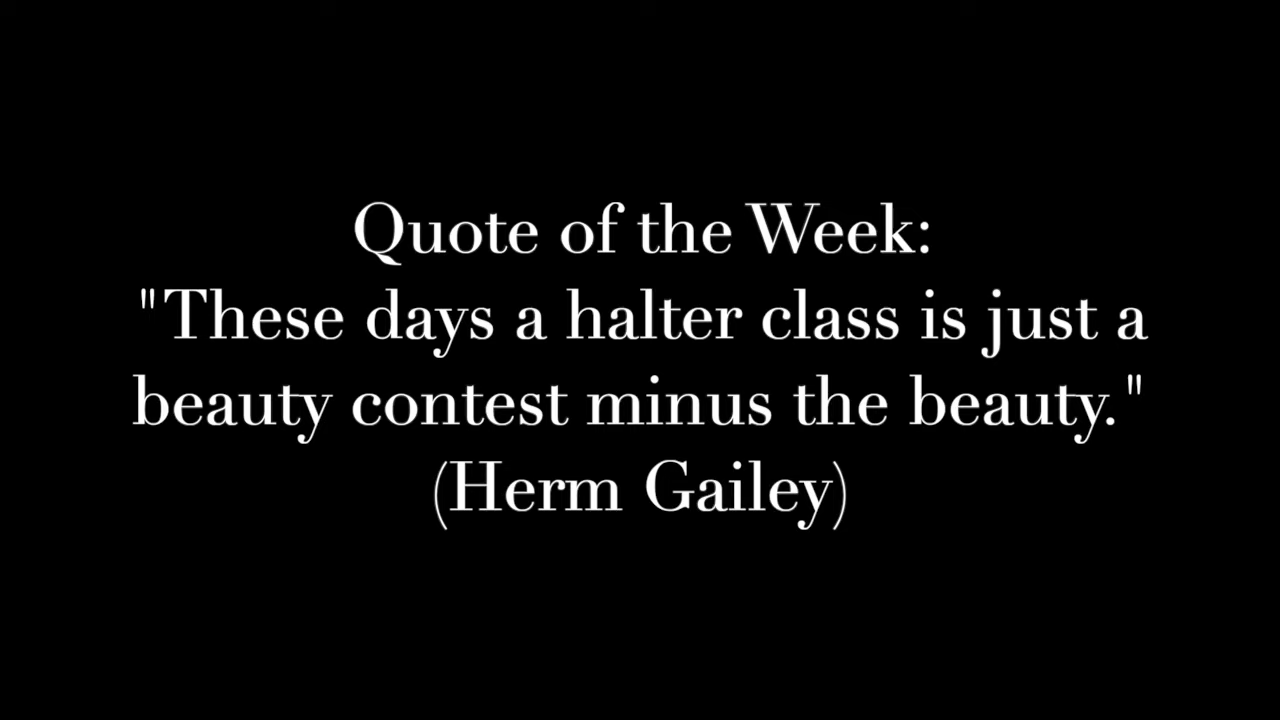 Quote of the Week:
"These days a halter class is just a
beauty contest minus the beauty."
(Herm Gailey)